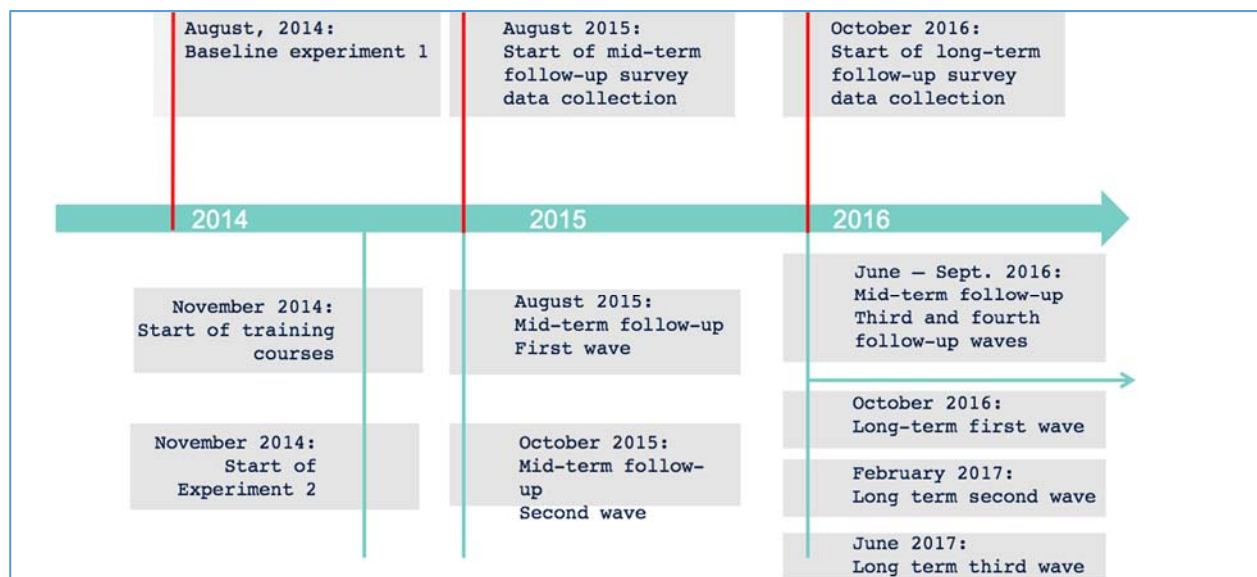 August, 2014:
Baseline experiment 1
August 2015:
Start of mid-term
follow-up survey
data collection
October 2016:
Start of long-term
follow-up survey
data collection
2014
2015
2016
November 2014:
Start of training
courses
November 2014:
Start of
Experiment 2
August 2015:
Mid-term follow-up
First wave
October 2015:
Mid-term follow-
up
Second wave
June – Sept. 2016:
Mid-term follow-up
Third and fourth
follow-up waves
October 2016:
Long-term first wave
February 2017:
Long term second wave
June 2017:
Long term third wave